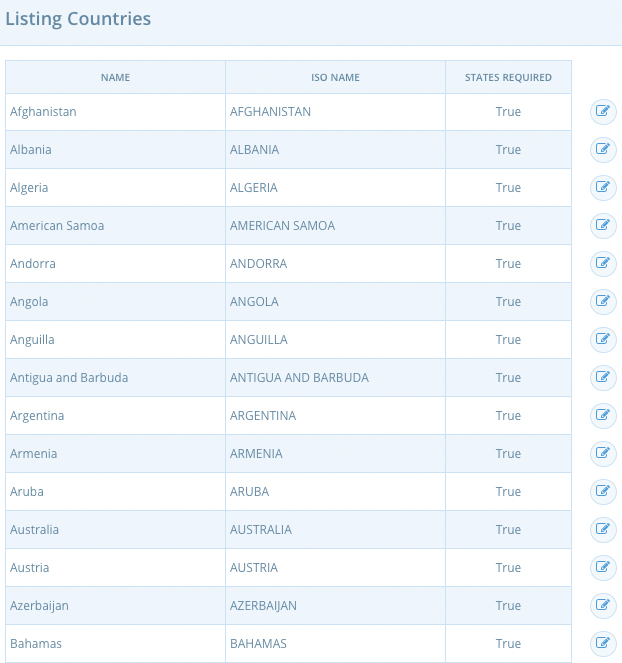 Listing Countries
NAME ISO NAME STATES REQUIRED
Afghanistan AFGHANISTAN True
Albania ALBANIA True
Algeria ALGERIA True
American Samoa AMERICAN SAMOA True
Andorra ANDORRA True
Angola ANGOLA True
Anguilla ANGUILLA True
Antigua and Barbuda ANTIGUA AND BARBUDA True
Argentina ARGENTINA True
Armenia ARMENIA True
Aruba ARUBA True
Australia AUSTRALIA True
Austria AUSTRIA True
Azerbaijan AZERBAIJAN True
Bahamas BAHAMAS True